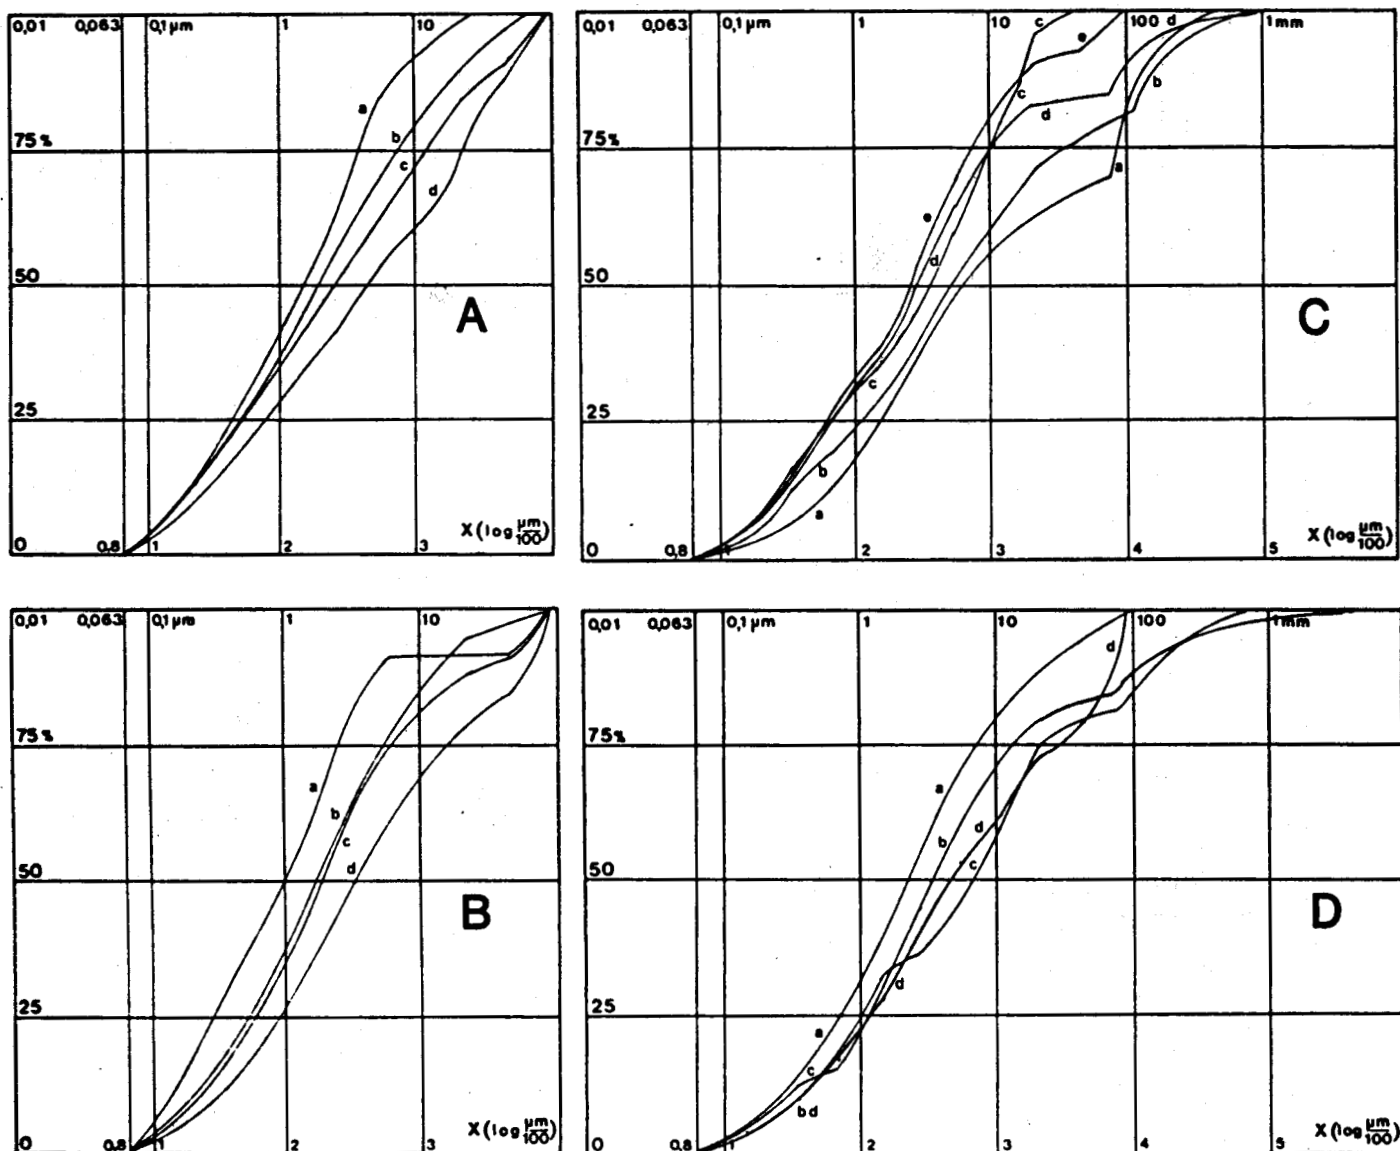 0,01 0,063 0,1 µm 1 10
a
b
75%
c
d
50
A
25
X (log µm/100)
0 0,8 1 2 3
0,01 0,063 0,1 µm 1 10 c 100 d 1mm
e
b
c
d
75%
a
e
d
50
C
c
25
b
a
X (log µm/100)
0 0,8 1 2 3 4 5
0,01 0,063 0,1 µm 1 10
75%
a
b
c
d
50
B
25
X (log µm/100)
0 0,8 1 2 3
0,01 0,063 0,1 µm 1 10 100 1mm
d
75%
a
d
b
c
50
D
d
25
a
c
b d
X (log µm/100)
0 0,8 1 2 3 4 5